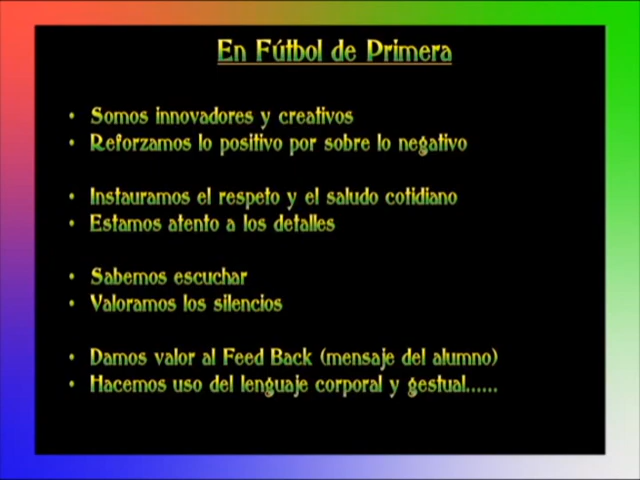 En Fútbol de Primera
• Somos innovadores y creativos
• Reforzamos lo positivo por sobre lo negativo
• Instauramos el respeto y el saludo cotidiano
• Estamos atento a los detalles
• Sabemos escuchar
• Valoramos los silencios
• Damos valor al Feed Back (mensaje del alumno)
• Hacemos uso del lenguaje corporal y gestual......